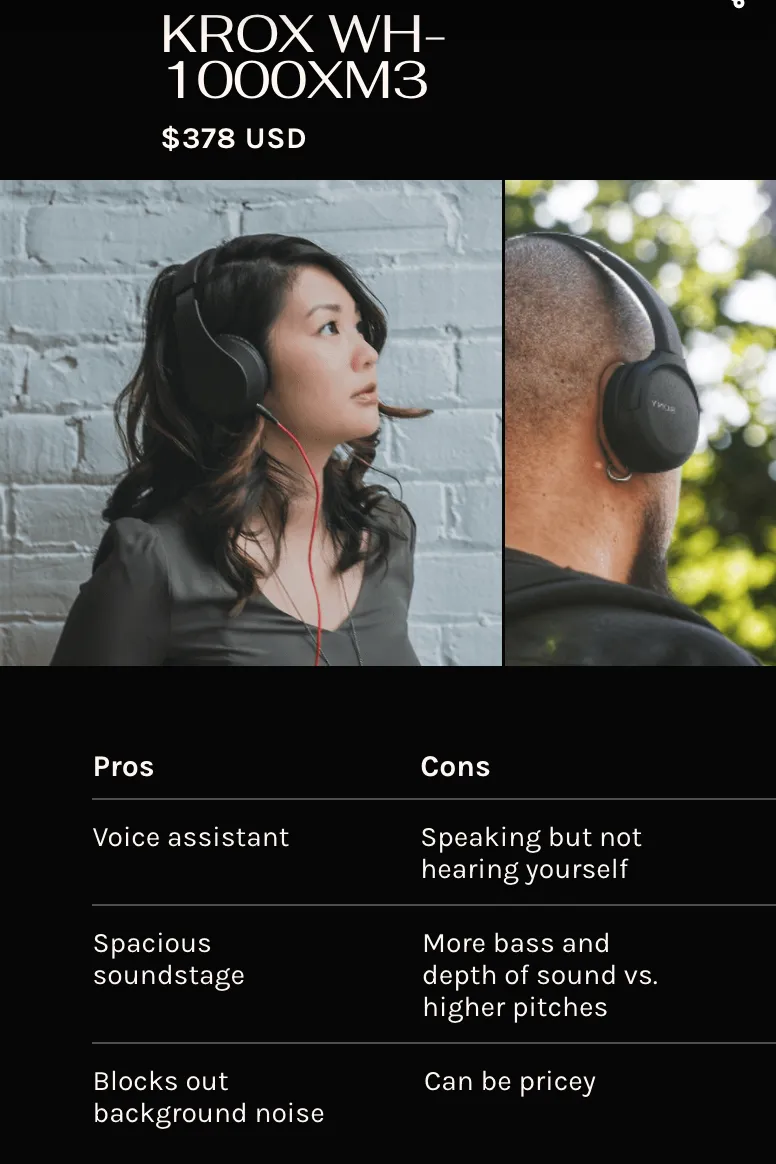 KROX WH-
1000XM3
$378 USD
SONY
Pros
Cons
Voice assistant
Speaking but not
hearing yourself
Spacious
soundstage
More bass and
depth of sound vs.
higher pitches
Blocks out
background noise
Can be pricey